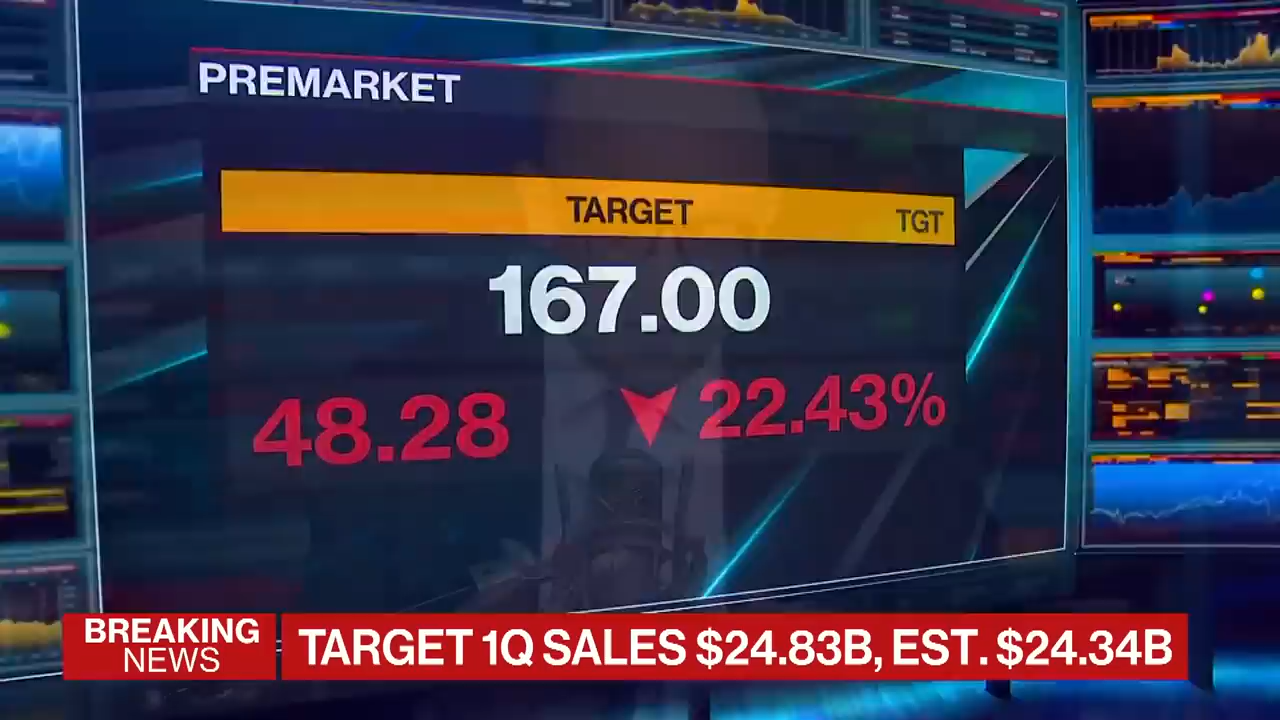 PREMARKET
TARGET TGT
167.00
48.28 ▼ 22.43%
BREAKING
NEWS
TARGET 1Q SALES $24.83B, EST. $24.34B